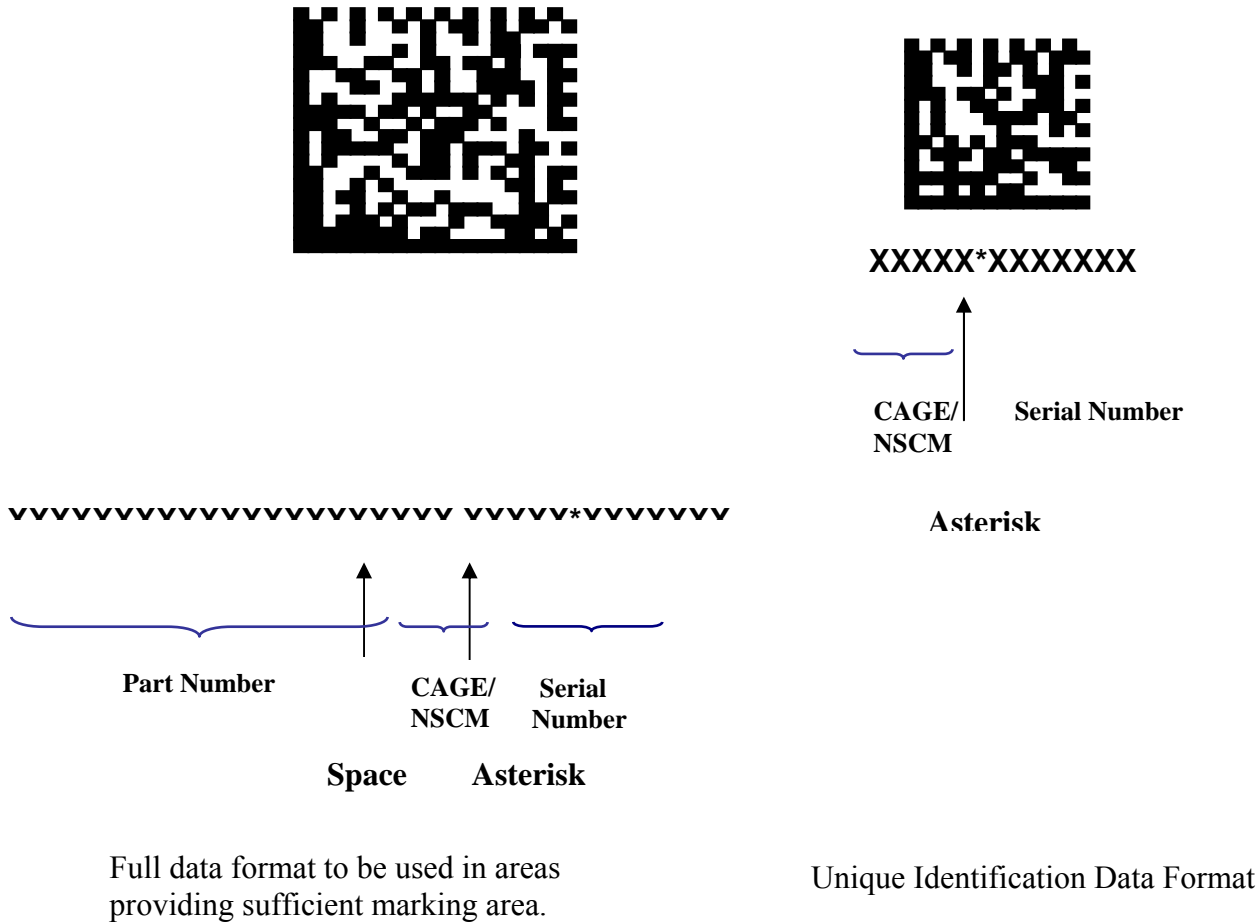 XXXXX*XXXXXXX
CAGE/ Serial Number
NSCM
Asterisk
Part Number CAGE/ Serial
NSCM Number
Space Asterisk
Full data format to be used in areas
providing sufficient marking area.
Unique Identification Data Format